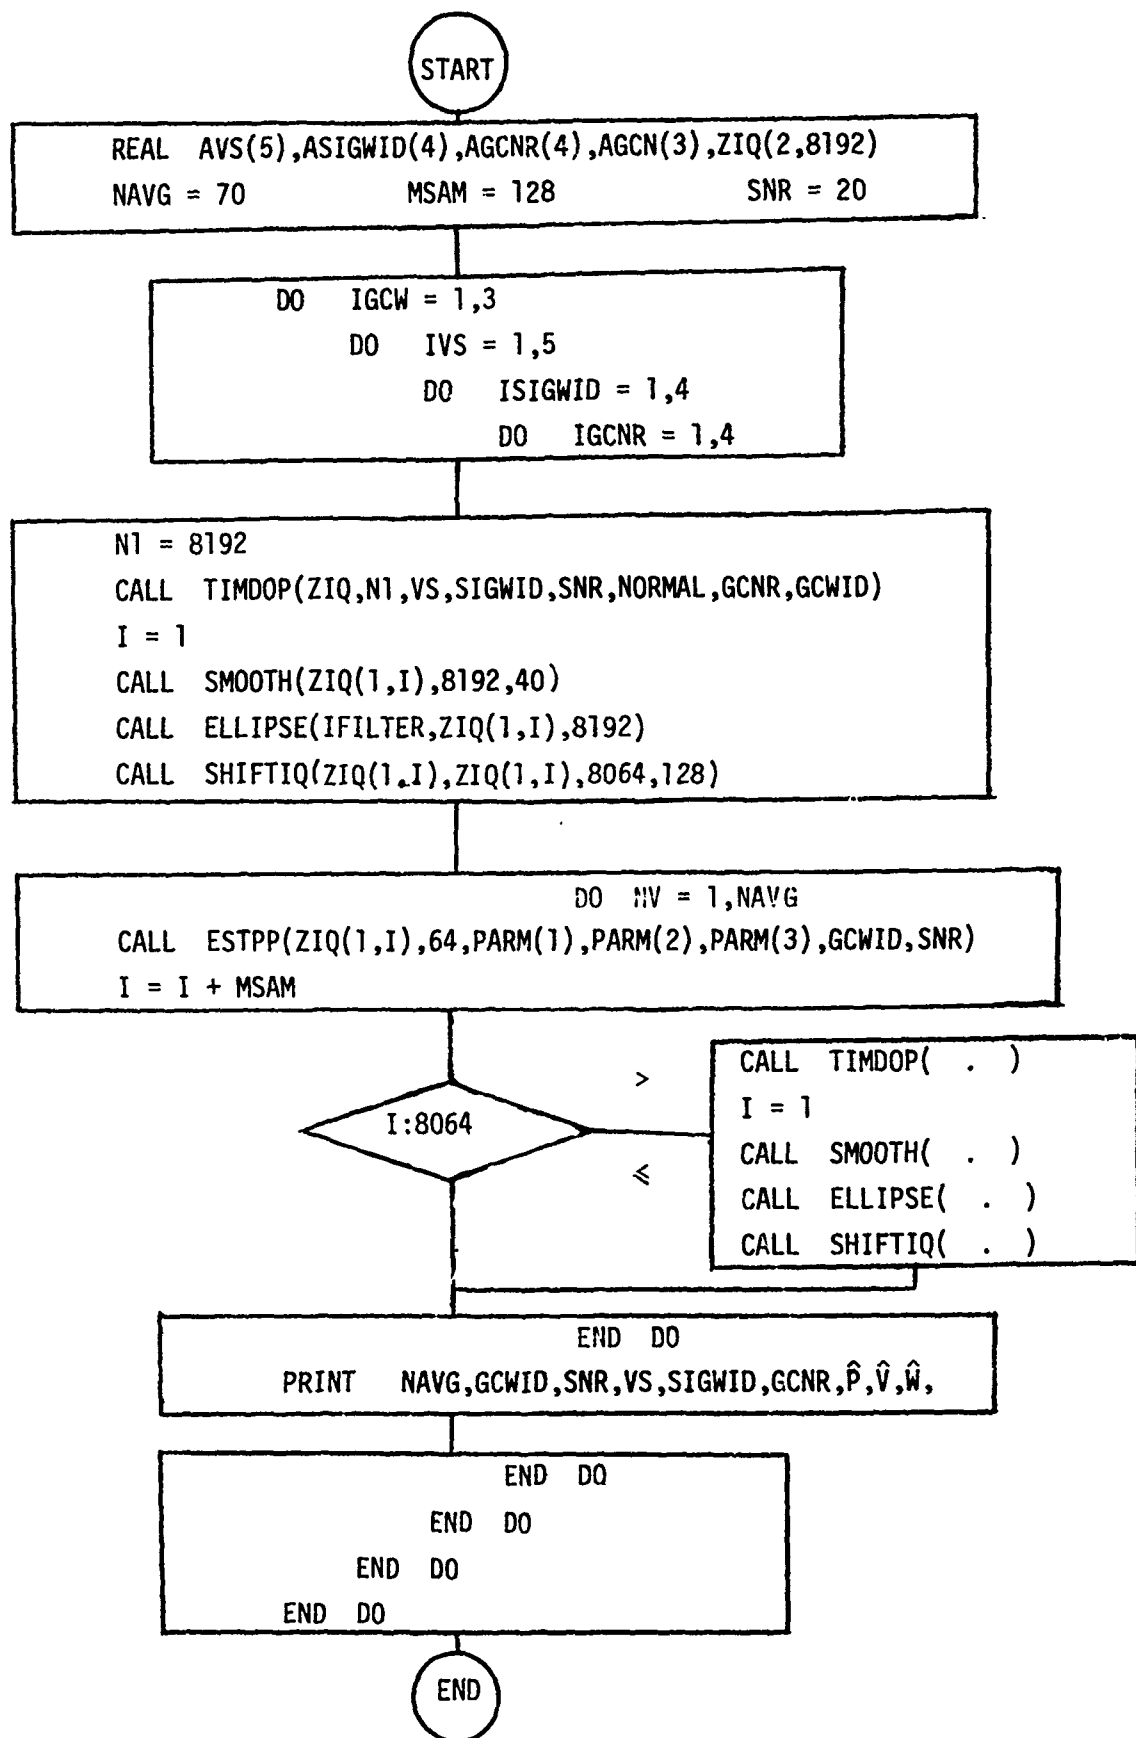 START
REAL AVS(5),ASIGWID(4),AGCNR(4),AGCN(3),ZIQ(2,8192)
NAVG = 70 MSAM = 128 SNR = 20
DO IGCW = 1,3
DO IVS = 1,5
DO ISIGWID = 1,4
DO IGCNR = 1,4
N1 = 8192
CALL TIMDOP(ZIQ,N1,VS,SIGWID,SNR,NORMAL,GCNR,GCWID)
I = 1
CALL SMOOTH(ZIQ(1,I),8192,40)
CALL ELLIPSE(IFILTER,ZIQ(1,I),8192)
CALL SHIFTIQ(ZIQ(1,I),ZIQ(1,I),8064,128)
DO NV = 1,NAVG
CALL ESTPP(ZIQ(1,I),64,PARM(1),PARM(2),PARM(3),GCWID,SNR)
I = I + MSAM
I:8064
>
≤
CALL TIMDOP( . )
I = 1
CALL SMOOTH( . )
CALL ELLIPSE( . )
CALL SHIFTIQ( . )
END DO
PRINT NAVG,GCWID,SNR,VS,SIGWID,GCNR,P̂,V̂,Ŵ,
END DO
END DO
END DO
END DO
END